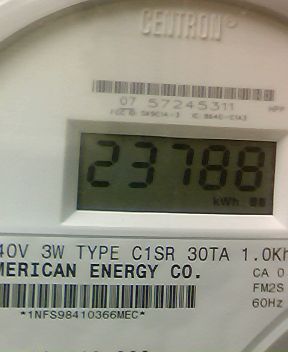 CENTRON
07 57245311
23788
kWh 88
40V 3W TYPE C1SR 30TA 1.0Kh
MERICAN ENERGY CO.
CA 0
FM2S
60Hz
*1NFS98410366MEC*